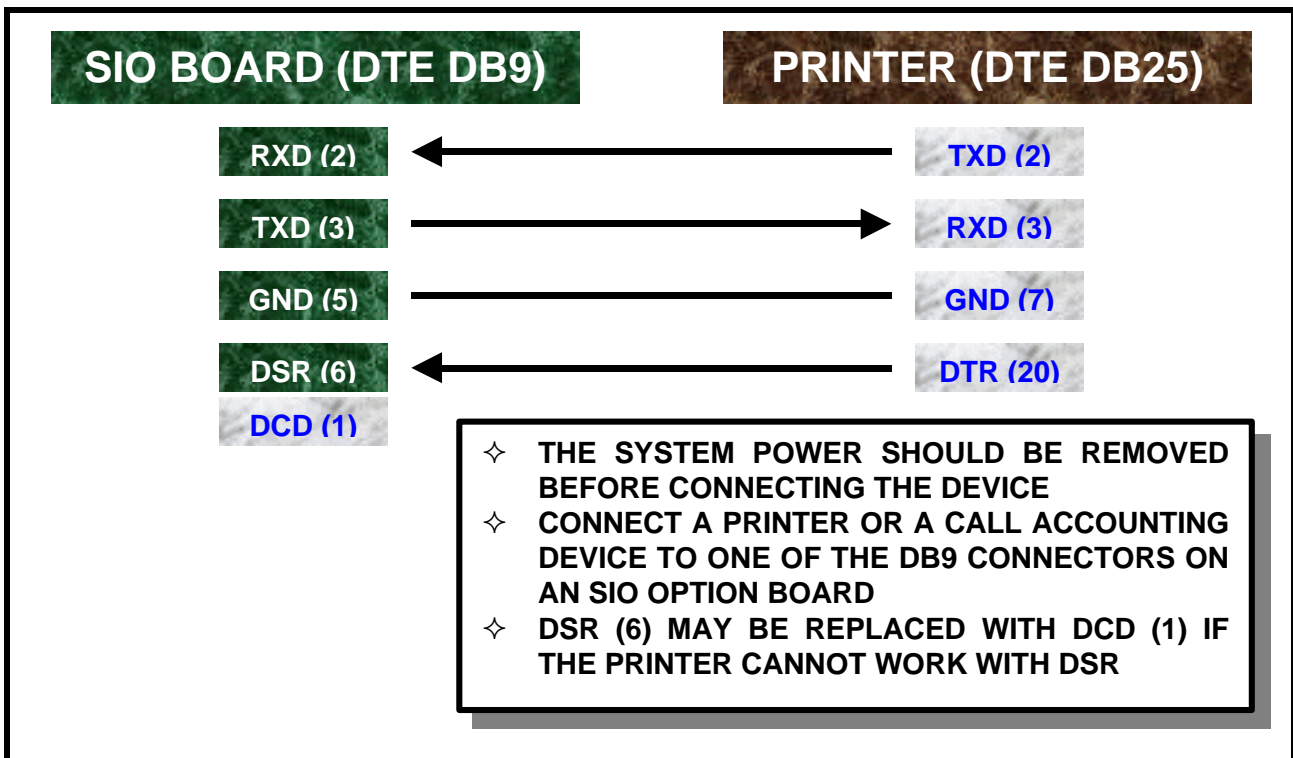 SIO BOARD (DTE DB9) PRINTER (DTE DB25)
RXD (2) TXD (2)
TXD (3) RXD (3)
GND (5) GND (7)
DSR (6) DTR (20)
DCD (1)
✧ THE SYSTEM POWER SHOULD BE REMOVED
BEFORE CONNECTING THE DEVICE
✧ CONNECT A PRINTER OR A CALL ACCOUNTING
DEVICE TO ONE OF THE DB9 CONNECTORS ON
AN SIO OPTION BOARD
✧ DSR (6) MAY BE REPLACED WITH DCD (1) IF
THE PRINTER CANNOT WORK WITH DSR